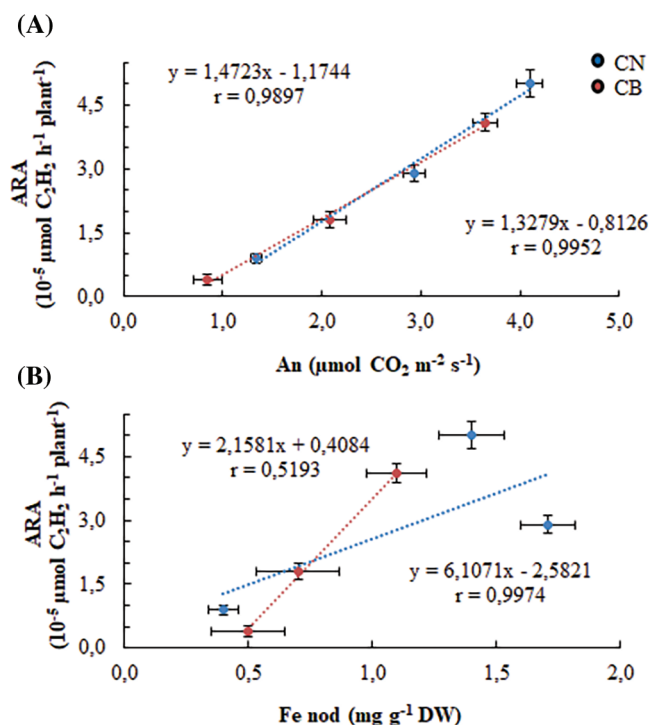 (A)
y = 1,4723x - 1,1744
r = 0,9897
CN
CB
ARA
(10⁻⁵ µmol C₂H₂ h⁻¹ plant⁻¹)
4,5
3,0
1,5
0,0
y = 1,3279x - 0,8126
r = 0,9952
0,0 1,0 2,0 3,0 4,0 5,0
An (µmol CO₂ m⁻² s⁻¹)
(B)
y = 2,1581x + 0,4084
r = 0,5193
ARA
(10⁻⁵ µmol C₂H₂ h⁻¹ plant⁻¹)
4,5
3,0
1,5
0,0
y = 6,1071x - 2,5821
r = 0,9974
0,0 0,5 1,0 1,5 2,0
Fe nod (mg g⁻¹ DW)